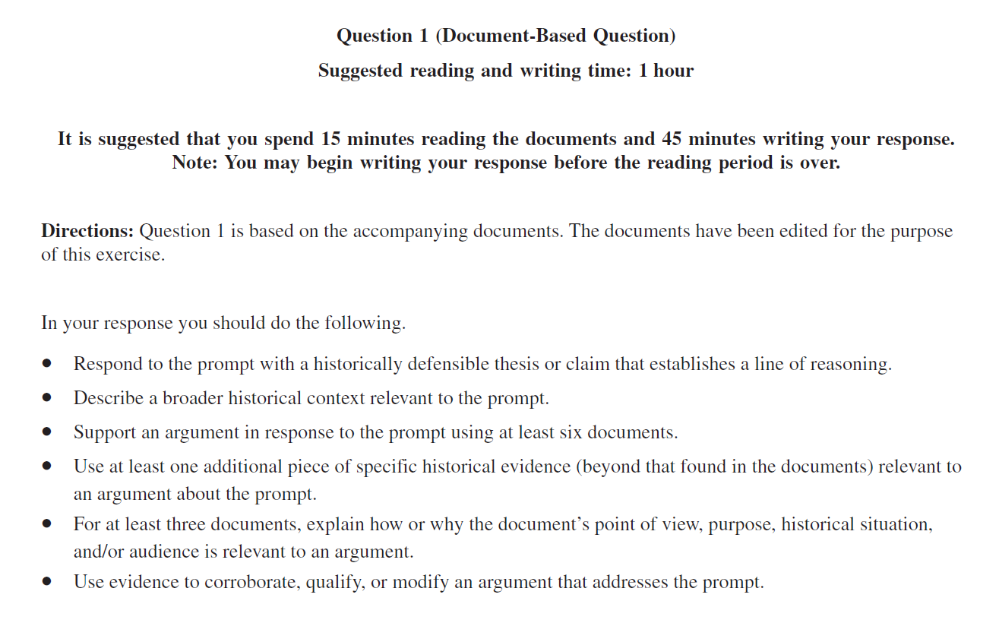 Question 1 (Document-Based Question)
Suggested reading and writing time: 1 hour
It is suggested that you spend 15 minutes reading the documents and 45 minutes writing your response.
Note: You may begin writing your response before the reading period is over.
Directions: Question 1 is based on the accompanying documents. The documents have been edited for the purpose
of this exercise.
In your response you should do the following.
• Respond to the prompt with a historically defensible thesis or claim that establishes a line of reasoning.
• Describe a broader historical context relevant to the prompt.
• Support an argument in response to the prompt using at least six documents.
• Use at least one additional piece of specific historical evidence (beyond that found in the documents) relevant to
an argument about the prompt.
• For at least three documents, explain how or why the document’s point of view, purpose, historical situation,
and/or audience is relevant to an argument.
• Use evidence to corroborate, qualify, or modify an argument that addresses the prompt.